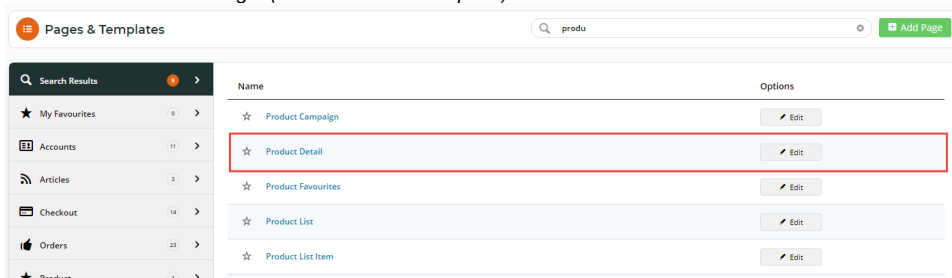 Pages & Templates
produ
Add Page
Search Results 9
Name Options
My Favourites 0
Product Campaign Edit
Accounts 11
Product Detail Edit
Articles 3
Product Favourites Edit
Checkout 14
Product List Edit
Orders 23
Product List Item Edit